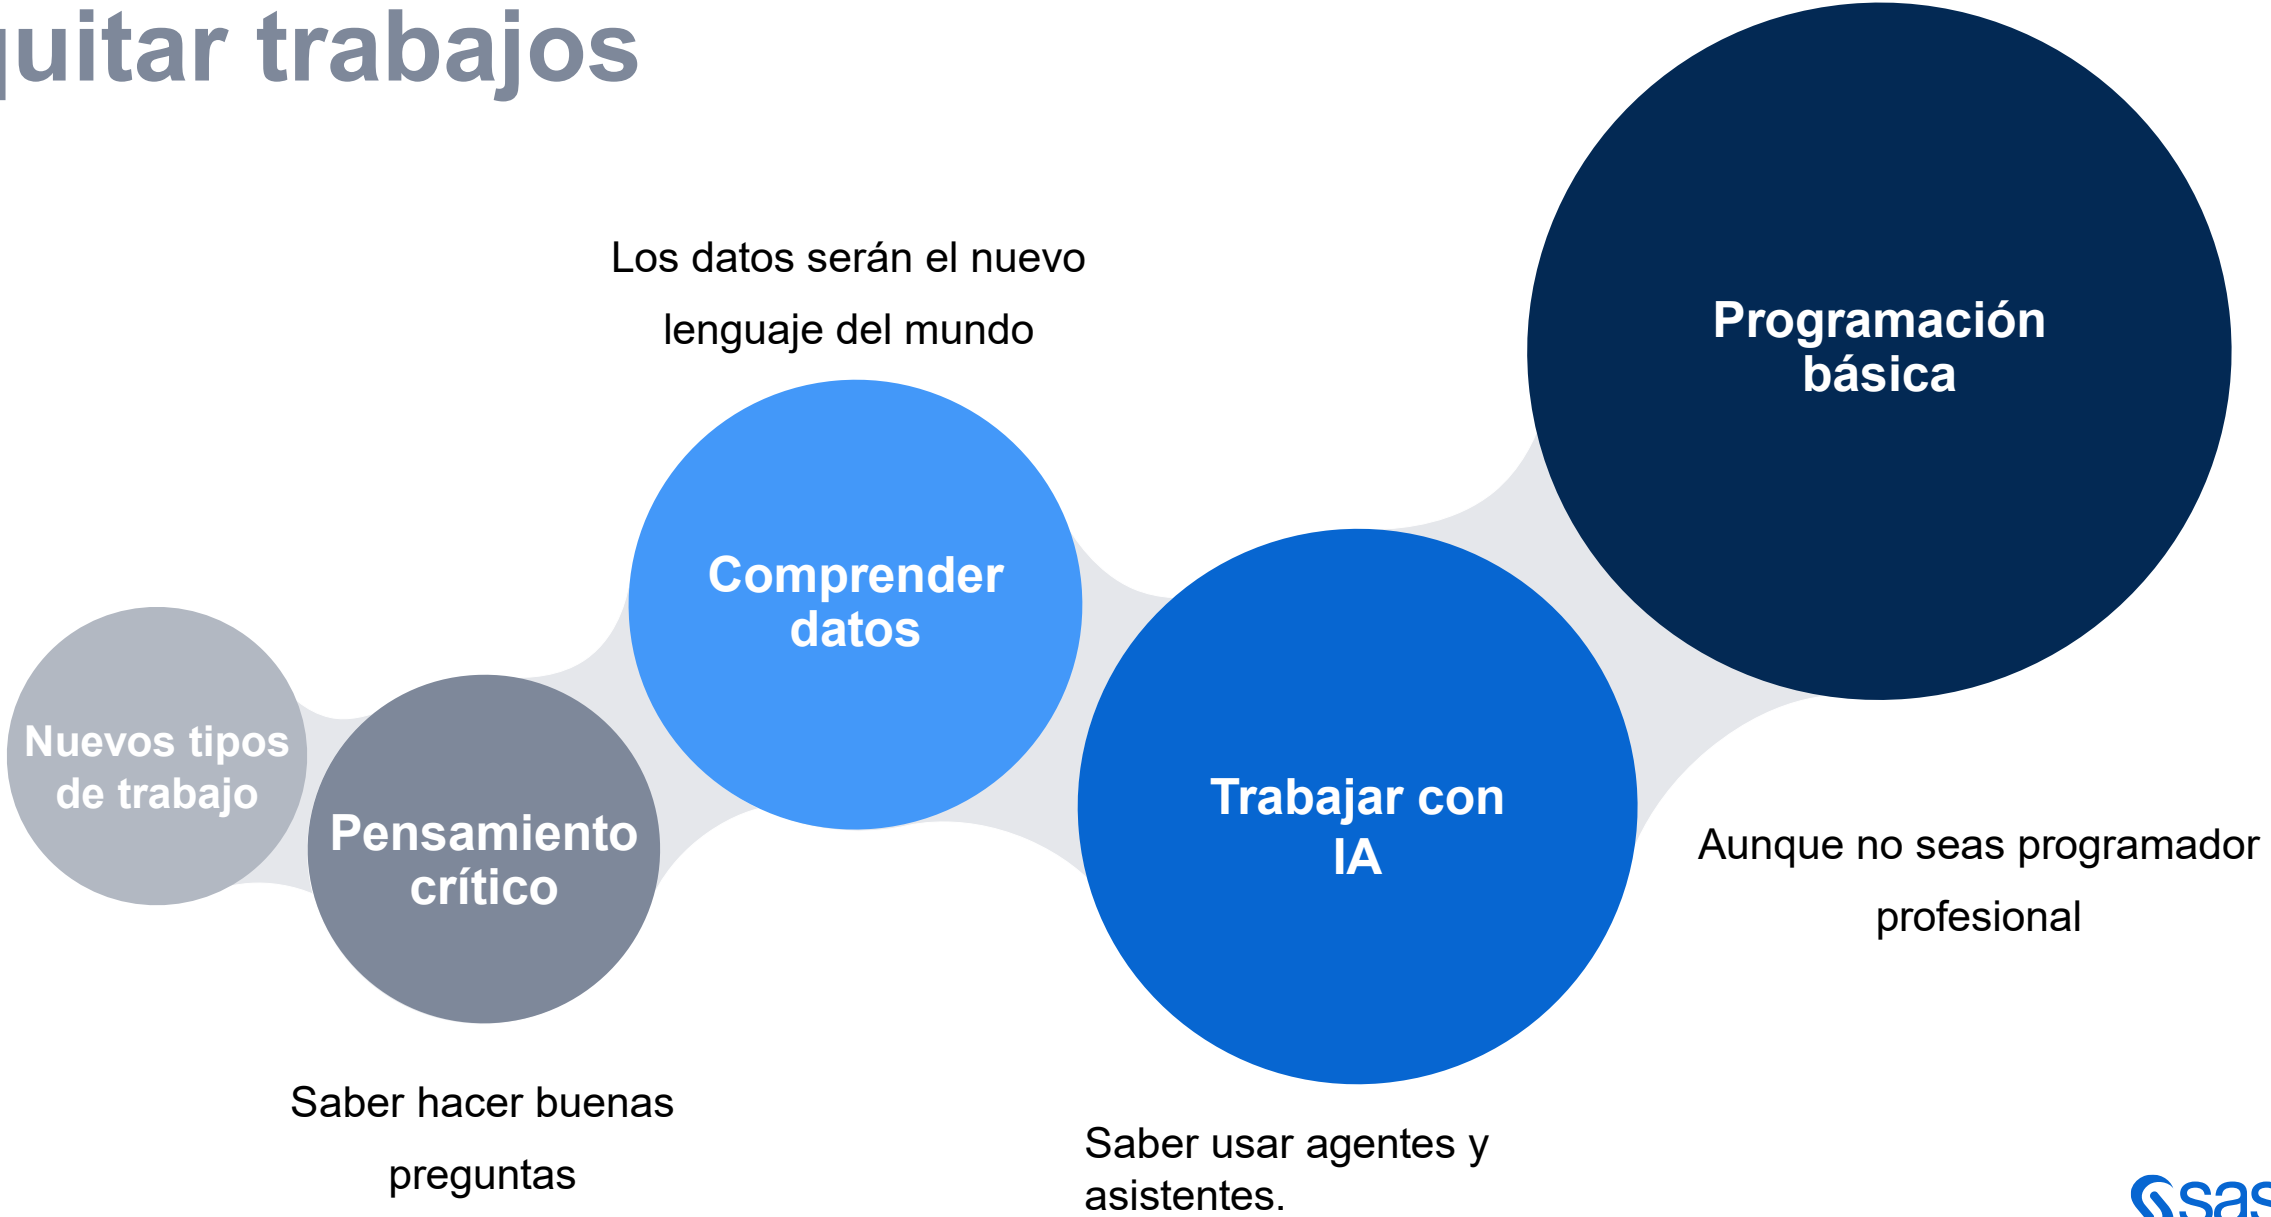 quitar trabajos
Los datos serán el nuevo
lenguaje del mundo
Programación
básica
Comprender
datos
Nuevos tipos
de trabajo
Pensamiento
crítico
Trabajar con
IA
Aunque no seas programador
profesional
Saber hacer buenas
preguntas
Saber usar agentes y
asistentes.
sas